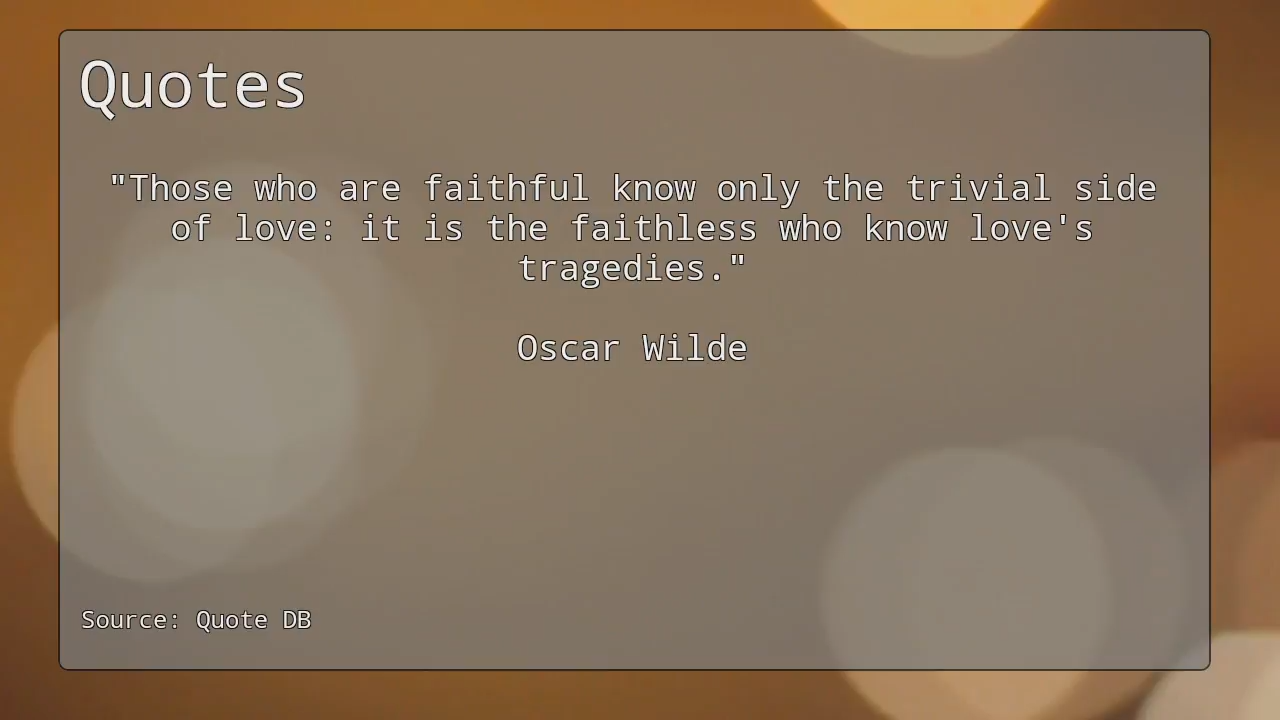 Quotes
"Those who are faithful know only the trivial side
of love: it is the faithless who know love's
tragedies."
Oscar Wilde
Source: Quote DB